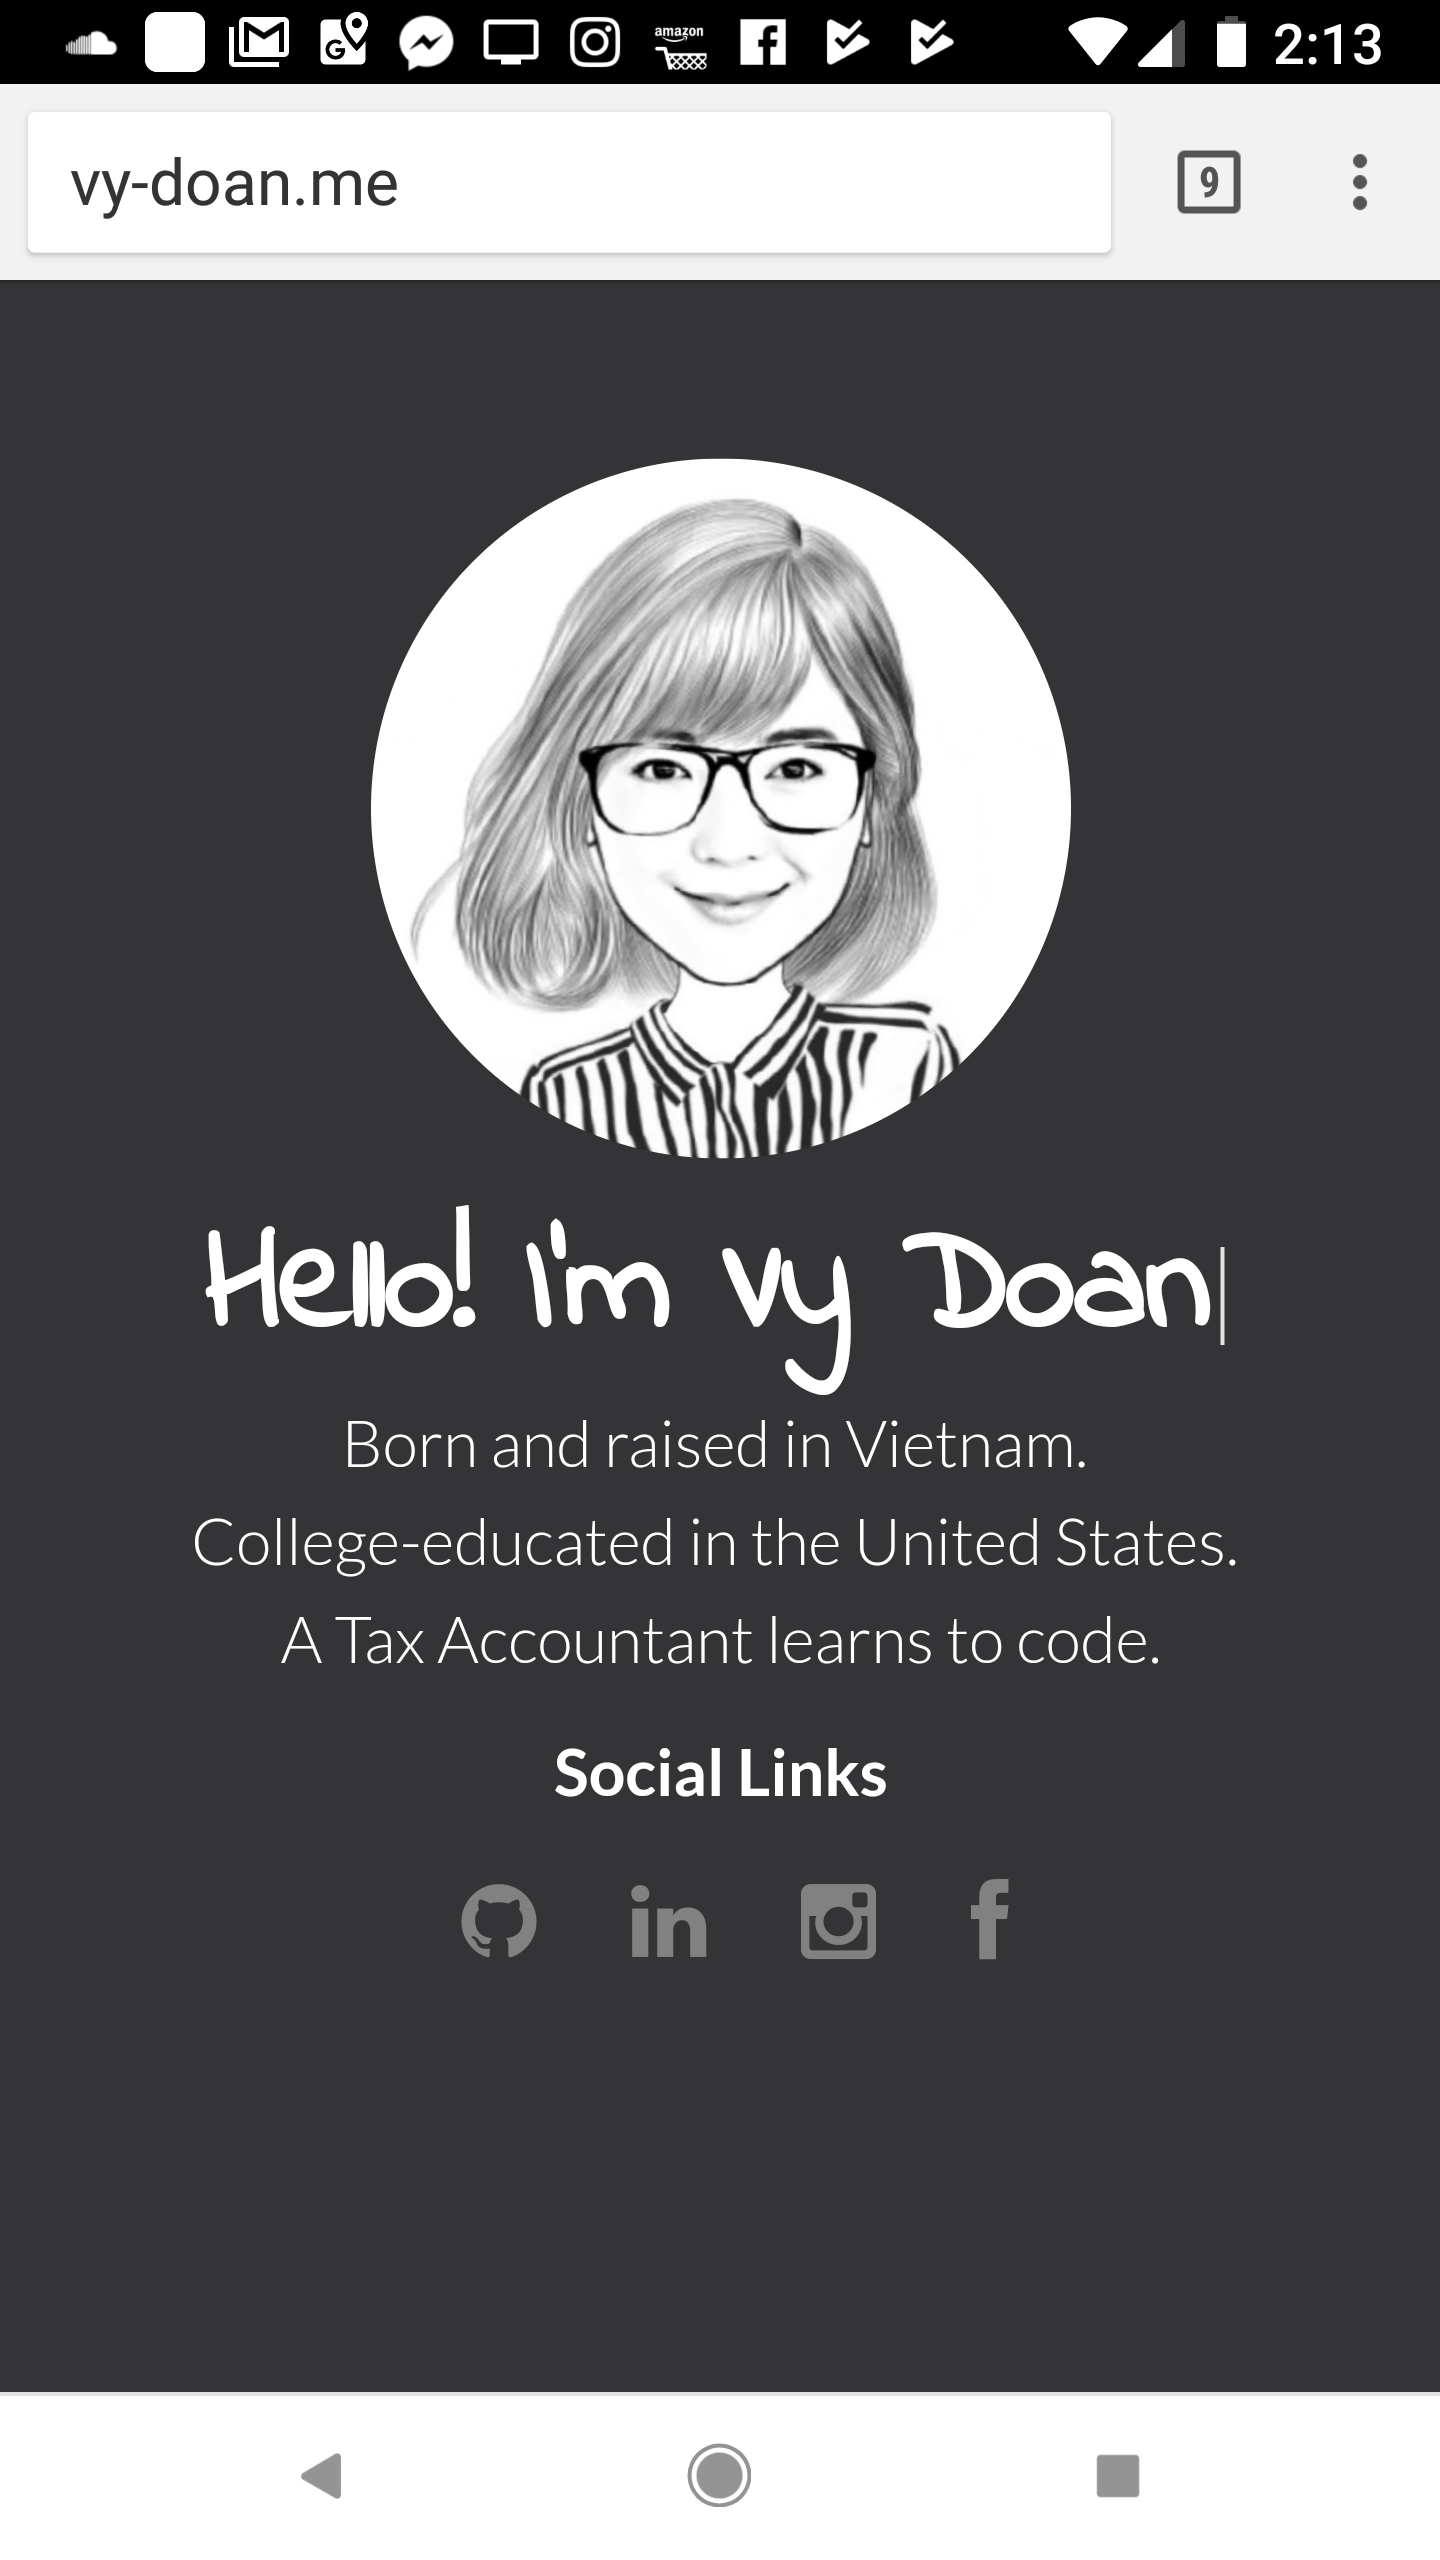 amazon
2:13
vy-doan.me
9
Hello! I'm Vy Doan
Born and raised in Vietnam.
College-educated in the United States.
A Tax Accountant learns to code.
Social Links